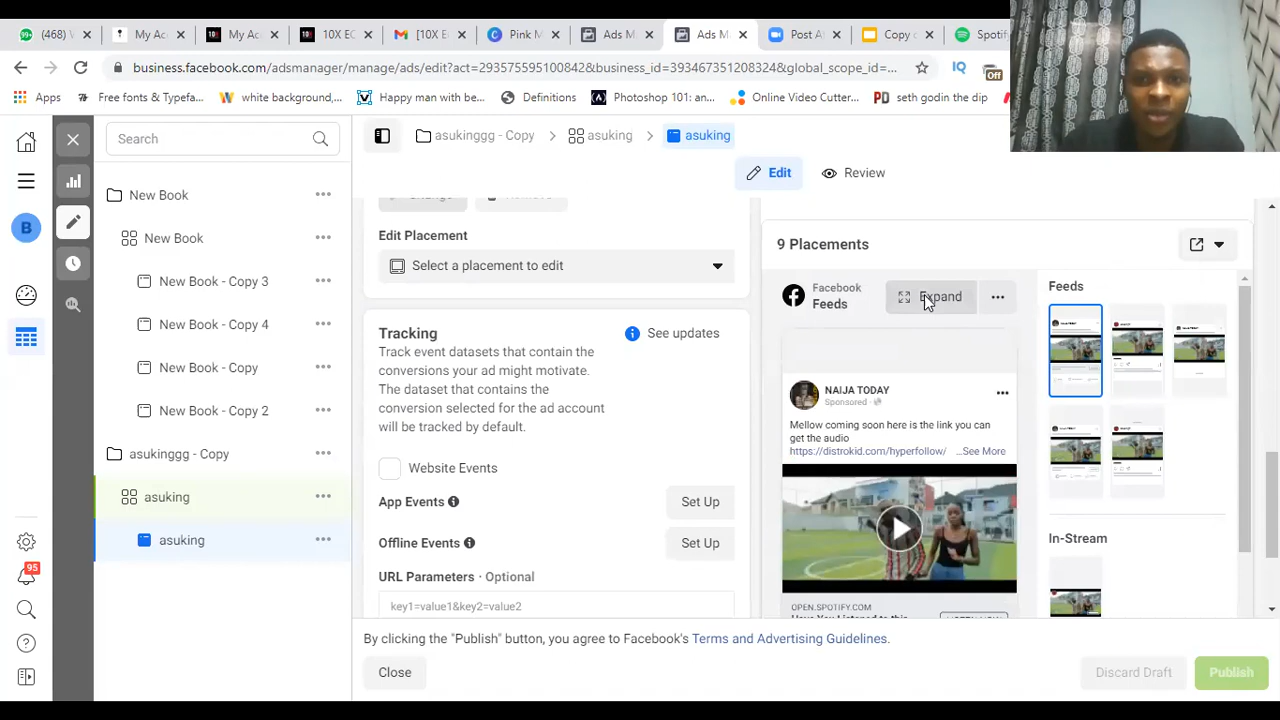 (468)
My Ac
My Ac
10X EC
[10X E
Pink M
Ads M
Ads M
Post A
Copy o
Spotif
business.facebook.com/adsmanager/manage/ads/edit?act=293575595100842&business_id=393467351208324&global_scope_id=...
IQ
Off
Apps
Free fonts & Typefa...
white background,...
Happy man with be...
Definitions
Photoshop 101: an...
Online Video Cutter...
PD seth godin the dip
Search
asukinggg - Copy
asuking
asuking
Edit
Review
New Book
New Book
New Book - Copy 3
New Book - Copy 4
New Book - Copy
New Book - Copy 2
asukinggg - Copy
asuking
asuking
B
95
Edit Placement
Select a placement to edit
Tracking
See updates
Track event datasets that contain the
conversions your ad might motivate.
The dataset that contains the
conversion selected for the ad account
will be tracked by default.
Website Events
App Events
Set Up
Offline Events
Set Up
URL Parameters · Optional
key1=value1&key2=value2
9 Placements
Facebook
Feeds
Expand
NAIJA TODAY
Sponsored ·
Mellow coming soon here is the link you can
get the audio
https://distrokid.com/hyperfollow/ ...See More
OPEN.SPOTIFY.COM
Feeds
In-Stream
By clicking the "Publish" button, you agree to Facebook's Terms and Advertising Guidelines.
Close
Discard Draft
Publish